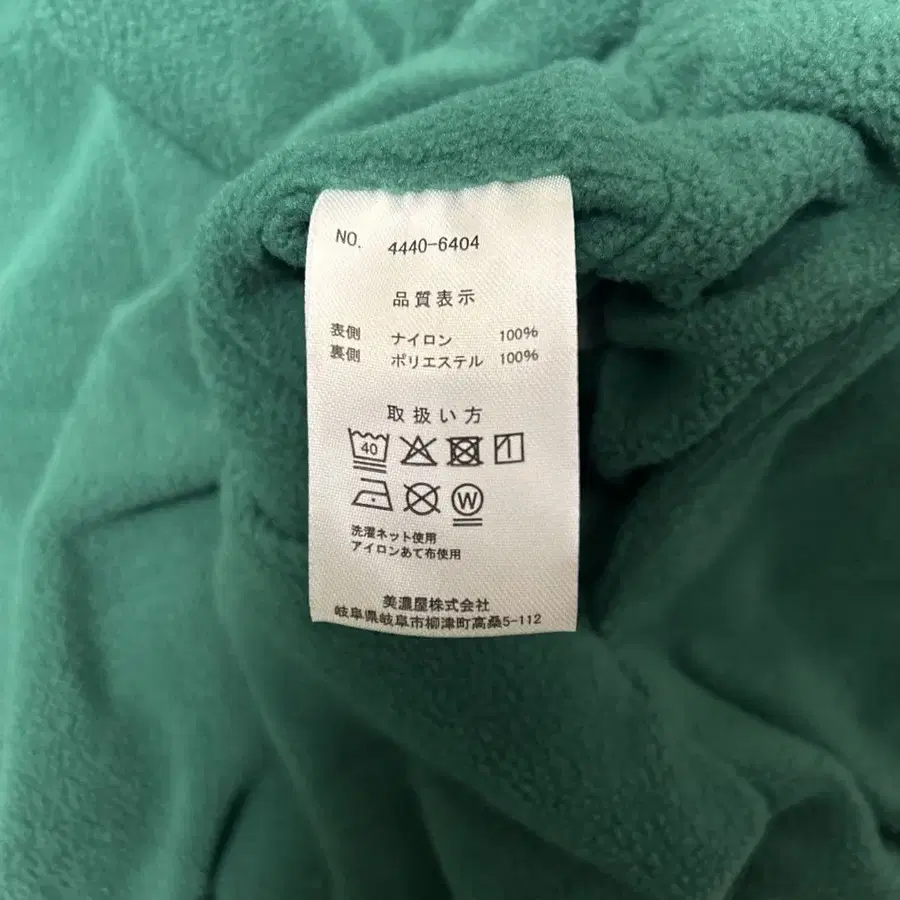 NO. 4440-6404
品質表示
表側 ナイロン 100%
裏側 ポリエステル 100%
取扱い方
40
W
洗濯ネット使用
アイロンあて布使用
美濃屋株式会社
岐阜県岐阜市柳津町高桑5-112